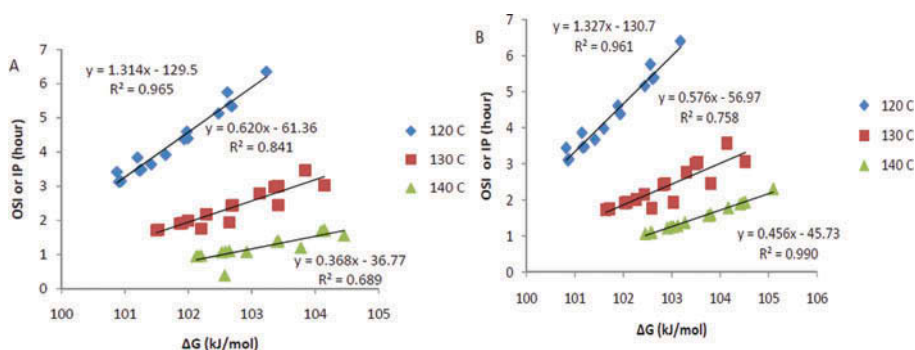 A
OSI or IP (hour)
7
6
5
4
3
2
1
0
y = 1.314x - 129.5
R² = 0.965
y = 0.620x - 61.36
R² = 0.841
y = 0.368x - 36.77
R² = 0.689
100 101 102 103 104 105
ΔG (kJ/mol)
120 C
130 C
140 C
B
OSI or IP (hour)
7
6
5
4
3
2
1
0
y = 1.327x - 130.7
R² = 0.961
y = 0.576x - 56.97
R² = 0.758
y = 0.456x - 45.73
R² = 0.990
100 101 102 103 104 105 106
ΔG (kJ/mol)
120 C
130 C
140 C